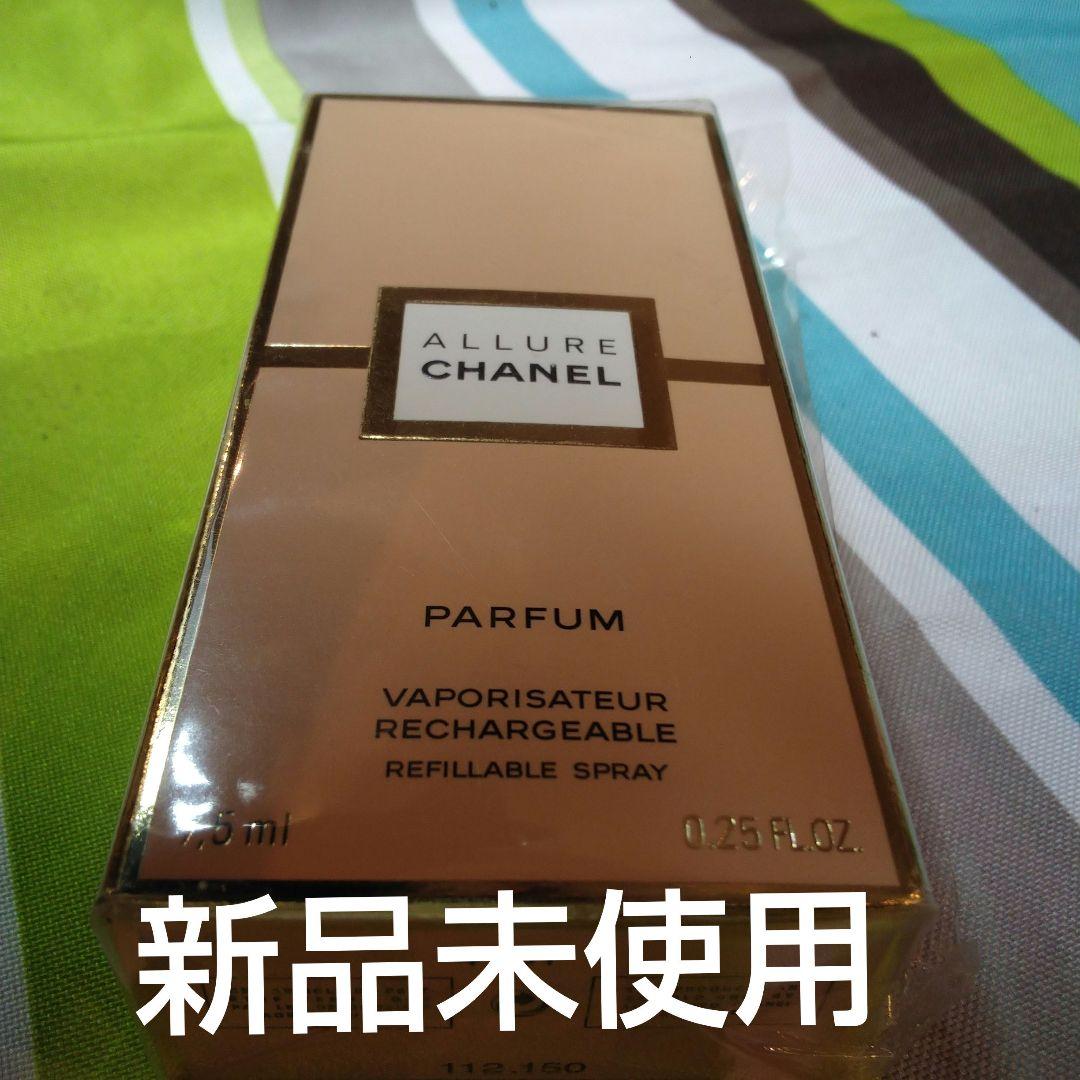 ALLURE
CHANEL
PARFUM
VAPORISATEUR
RECHARGEABLE
REFILLABLE SPRAY
7,5 ml
0.25 FL.OZ.
新品未使用
112.150